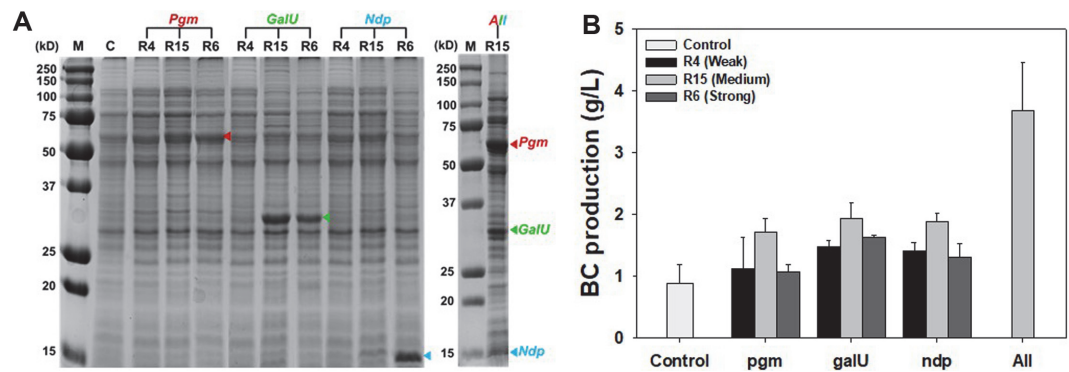 A
Pgm GalU Ndp All
(kD) M C R4 R15 R6 R4 R15 R6 R4 R15 R6 (kD) M R15
250
150
100
75
50
37
25
20
15
250
150
100
75
50
37
25
20
15
Pgm
GalU
Ndp
B
BC production (g/L)
5
4
3
2
1
0
Control
R4 (Weak)
R15 (Medium)
R6 (Strong)
Control pgm galU ndp All